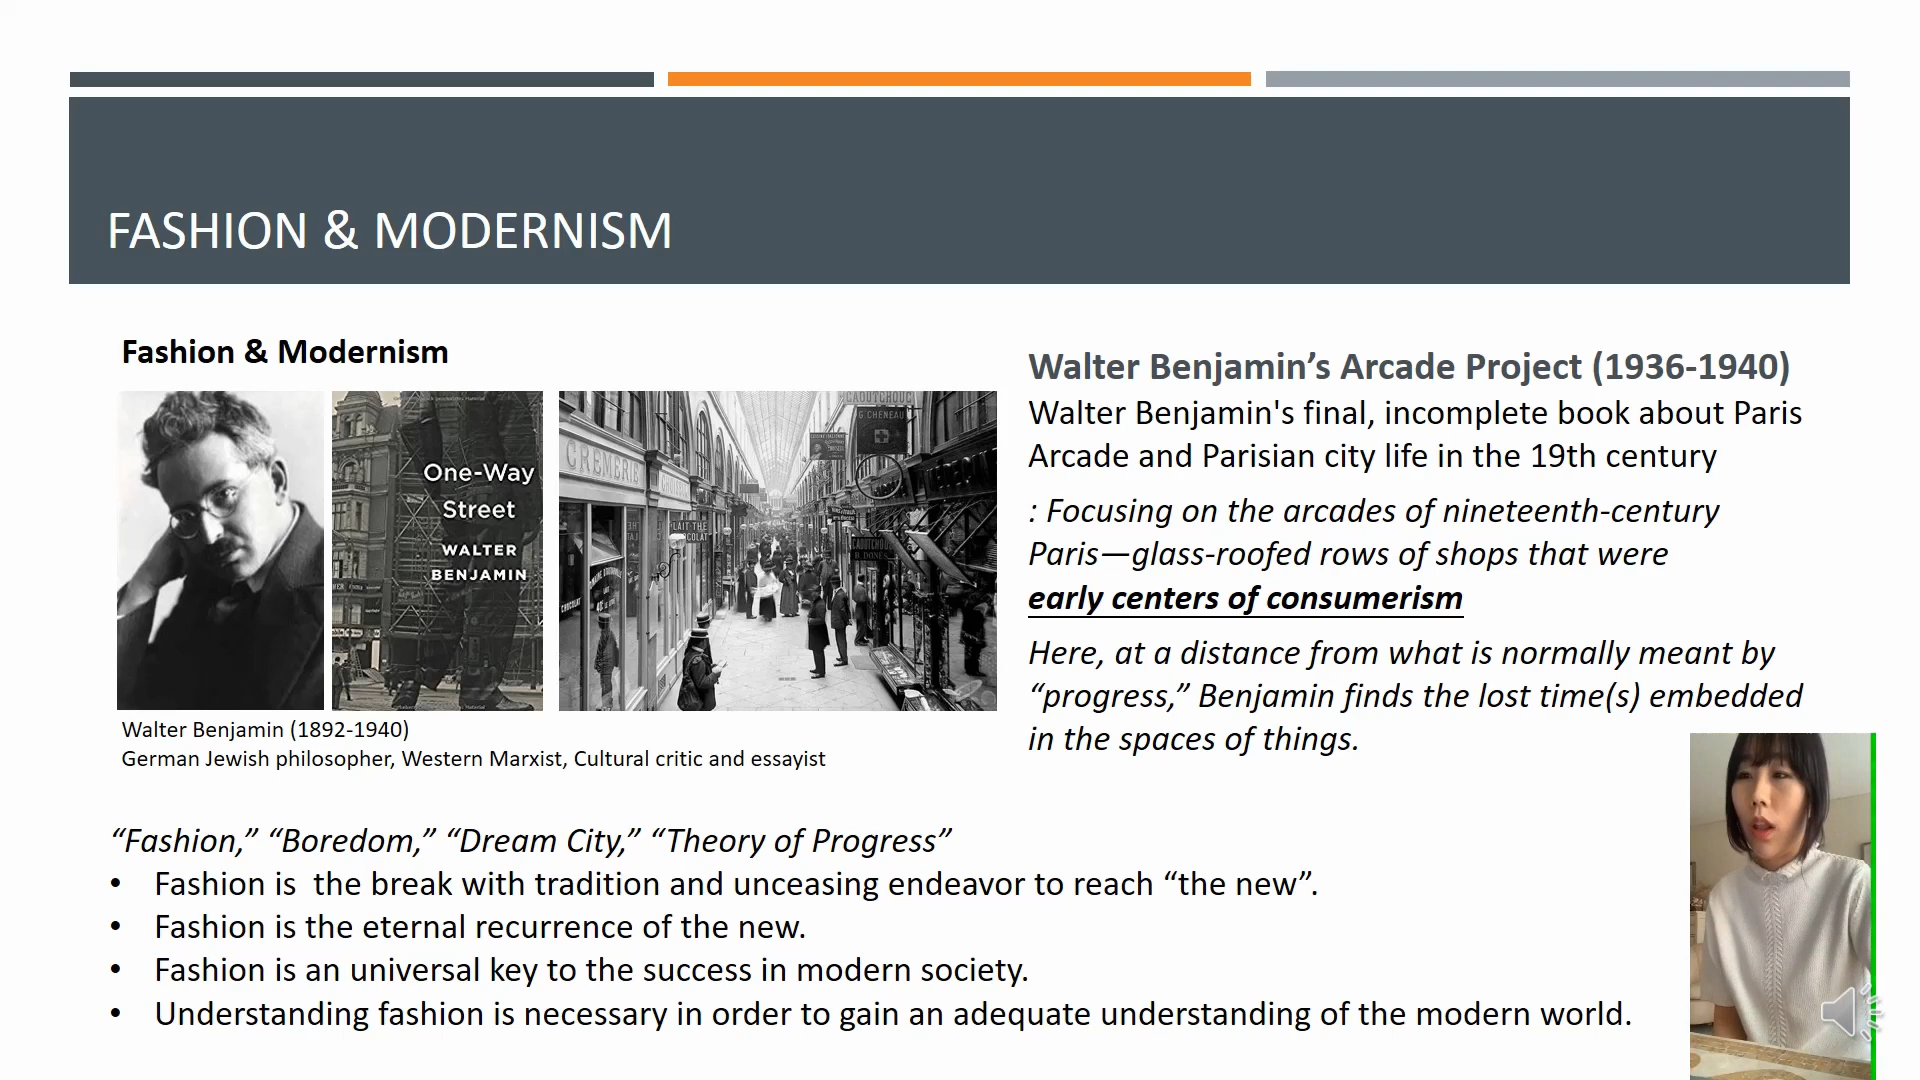 FASHION & MODERNISM
Fashion & Modernism
One-Way
Street
WALTER
BENJAMIN
CREMERIE
CAOUTCHOUC
G.CHENEAU
LAIT THE
CHOCOLAT
Walter Benjamin (1892-1940)
German Jewish philosopher, Western Marxist, Cultural critic and essayist
Walter Benjamin’s Arcade Project (1936-1940)
Walter Benjamin's final, incomplete book about Paris
Arcade and Parisian city life in the 19th century
: Focusing on the arcades of nineteenth-century
Paris—glass-roofed rows of shops that were
early centers of consumerism
Here, at a distance from what is normally meant by
“progress,” Benjamin finds the lost time(s) embedded
in the spaces of things.
“Fashion,” “Boredom,” “Dream City,” “Theory of Progress”
• Fashion is  the break with tradition and unceasing endeavor to reach “the new”.
• Fashion is the eternal recurrence of the new.
• Fashion is an universal key to the success in modern society.
• Understanding fashion is necessary in order to gain an adequate understanding of the modern world.